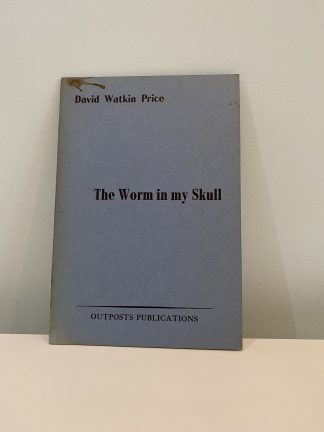 David Watkin Price
The Worm in my Skull
OUTPOSTS PUBLICATIONS